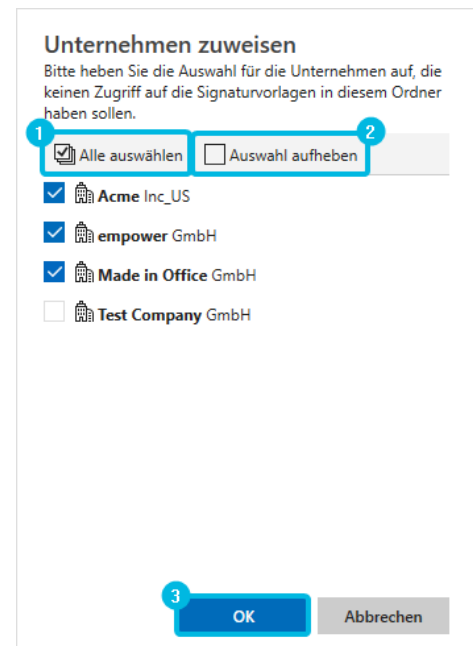 Unternehmen zuweisen
Bitte heben Sie die Auswahl für die Unternehmen auf, die
keinen Zugriff auf die Signaturvorlagen in diesem Ordner
haben sollen.
1 2
Alle auswählen Auswahl aufheben
Acme Inc_US
empower GmbH
Made in Office GmbH
Test Company GmbH
3
OK Abbrechen